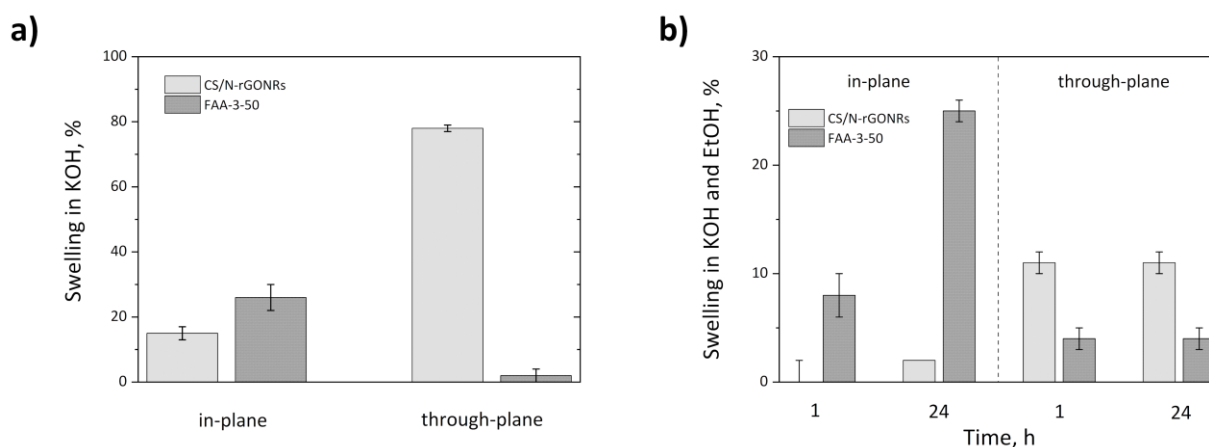 a)
Swelling in KOH, %
100
80
60
40
20
0
CS/N-rGONRs
FAA-3-50
in-plane through-plane
b)
Swelling in KOH and EtOH, %
30
20
10
0
in-plane through-plane
CS/N-rGONRs
FAA-3-50
1 24 1 24
Time, h